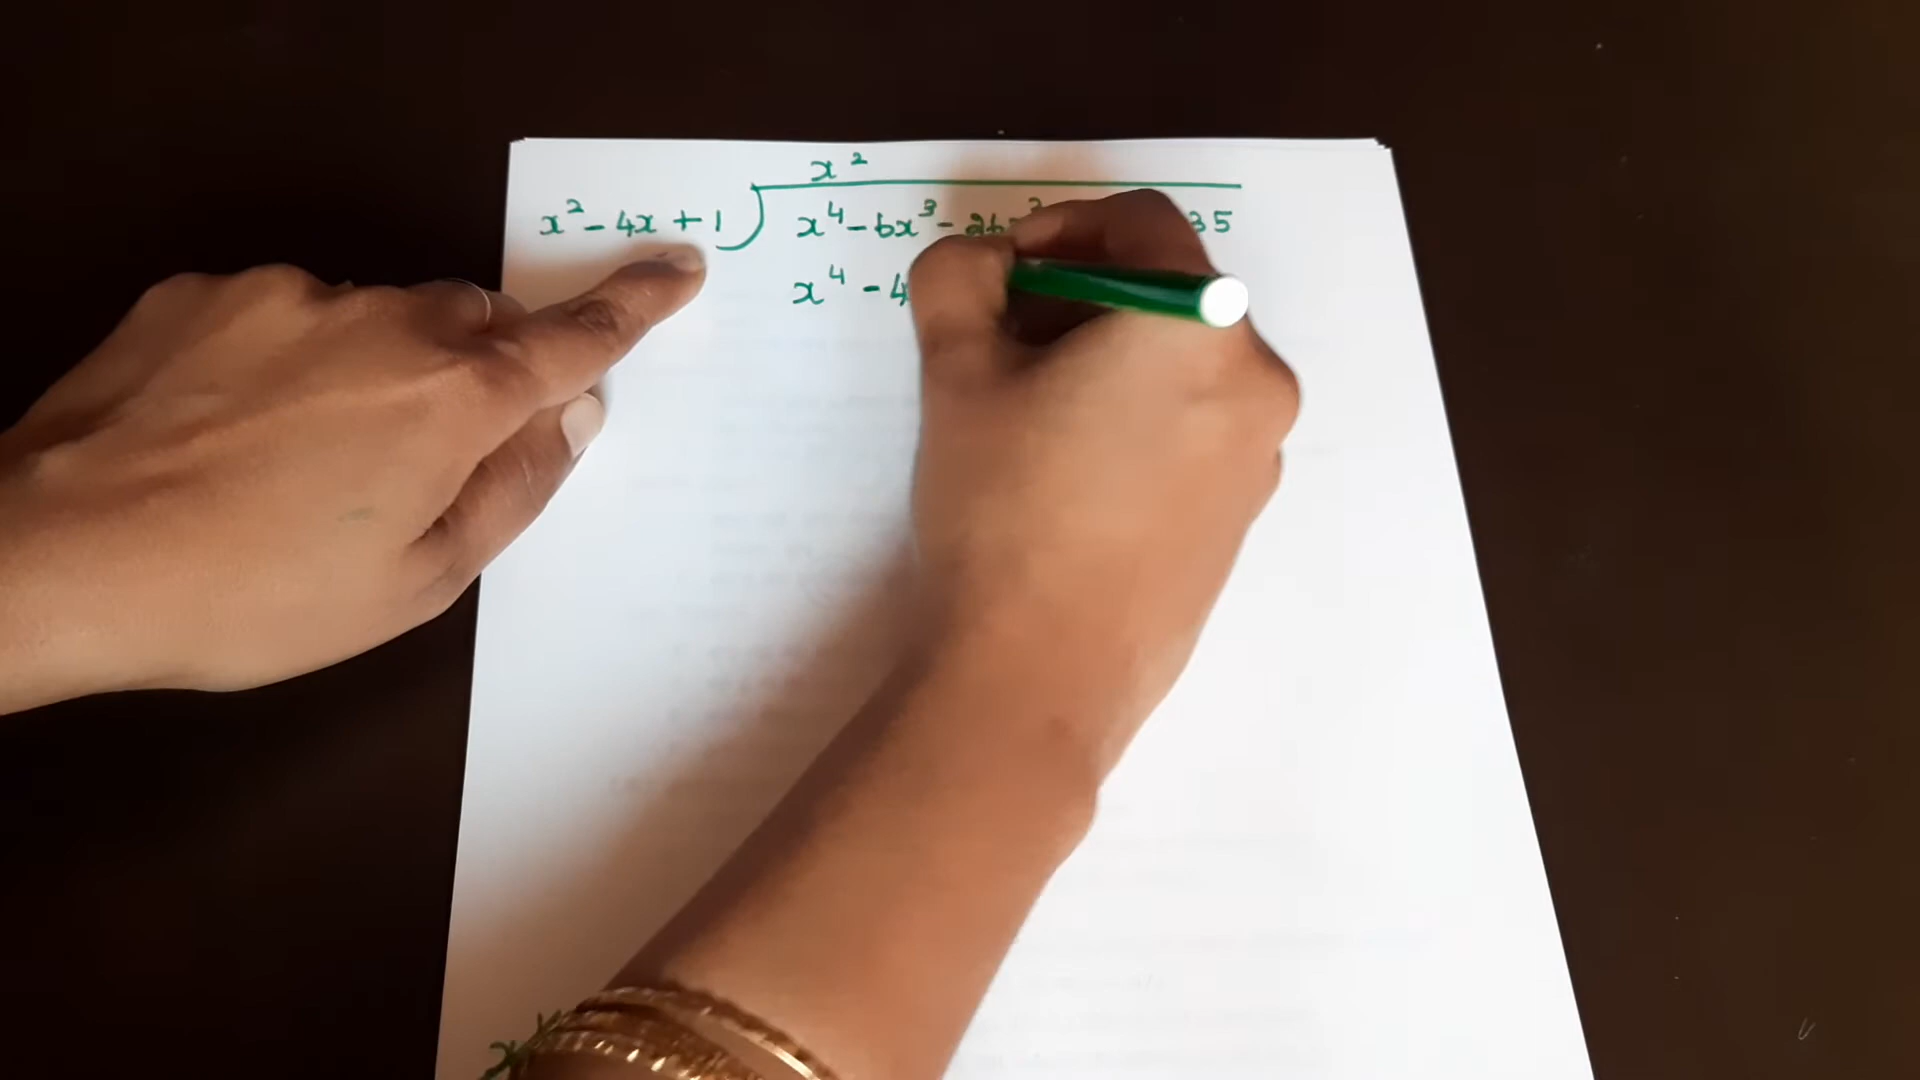 x²
x² - 4x + 1 ) x⁴ - 6x³ - 26x² 35
x⁴ - 4